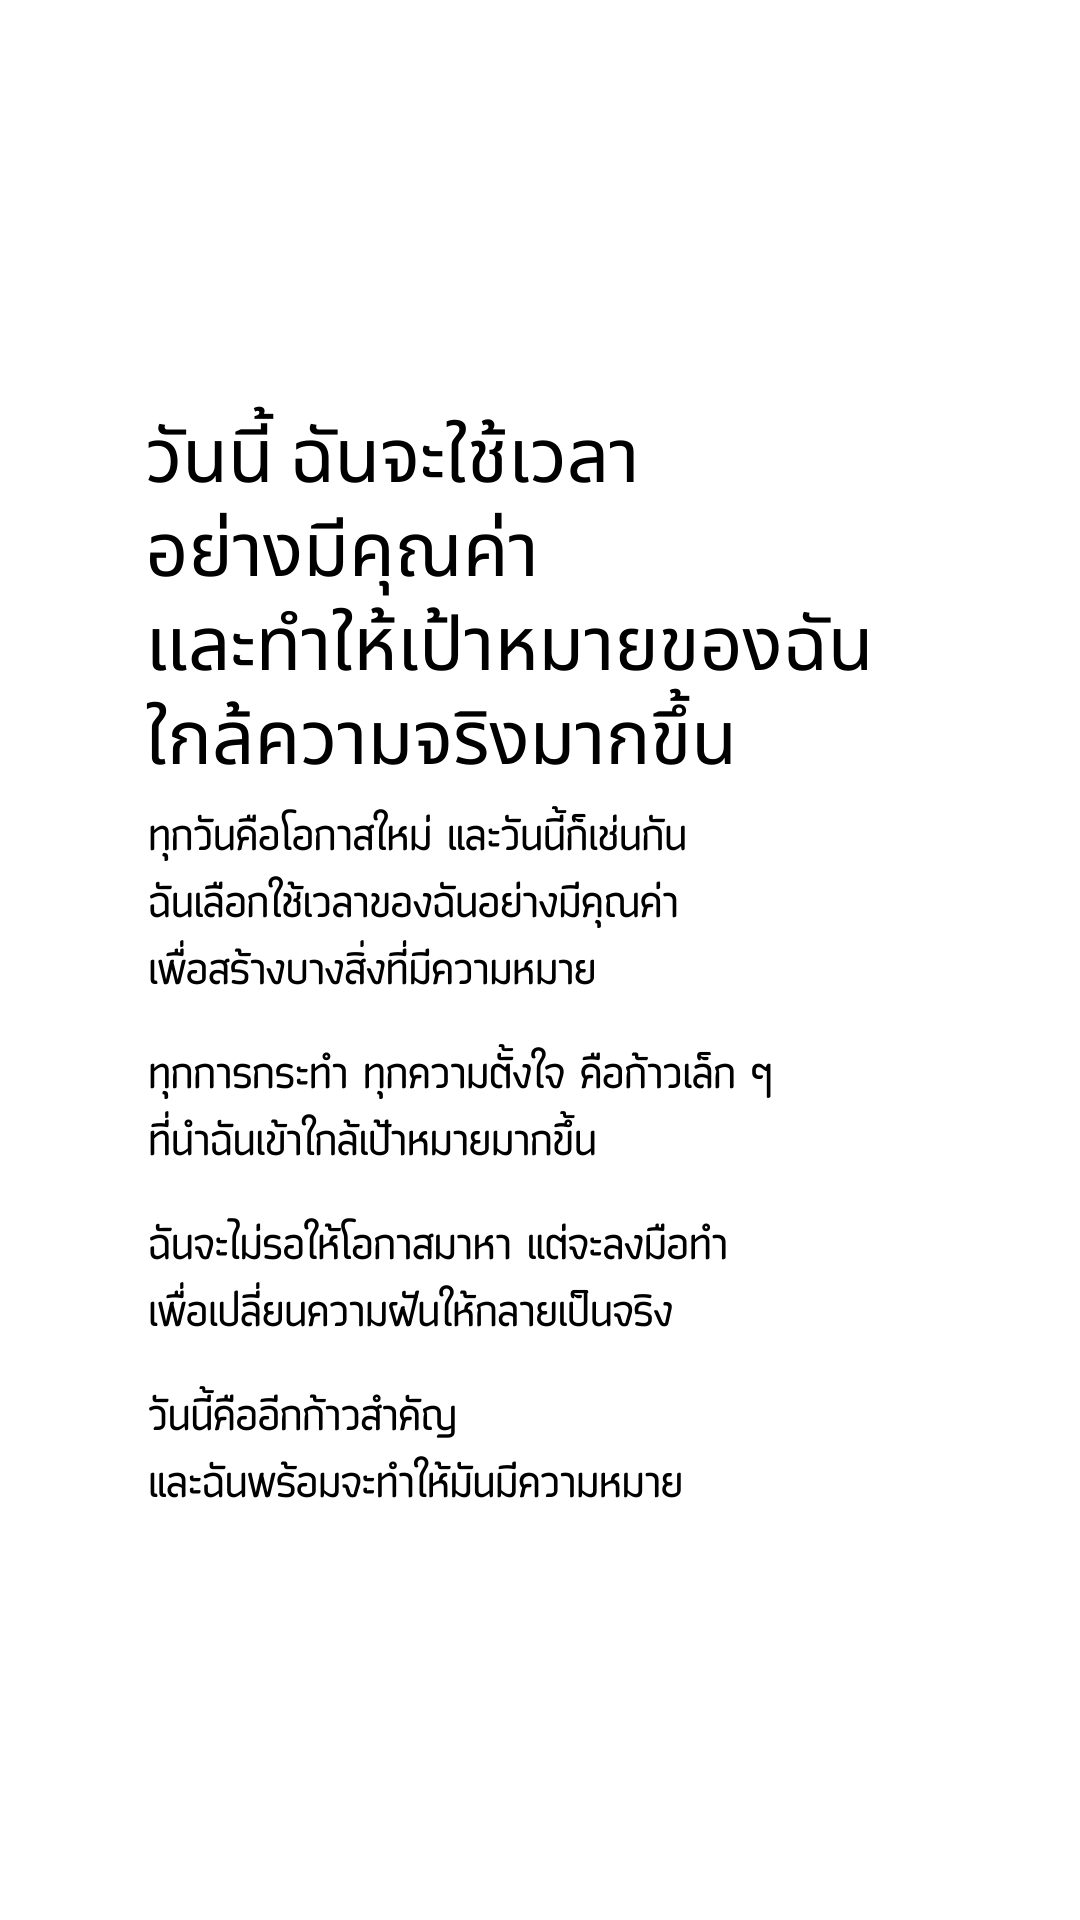 วันนี้ ฉันจะใช้เวลา
อย่างมีคุณค่า
และทำให้เป้าหมายของฉัน
ใกล้ความจริงมากขึ้น
ทุกวันคือโอกาสใหม่ และวันนี้ก็เช่นกัน
ฉันเลือกใช้เวลาของฉันอย่างมีคุณค่า
เพื่อสร้างบางสิ่งที่มีความหมาย
ทุกการกระทำ ทุกความตั้งใจ คือก้าวเล็ก ๆ
ที่นำฉันเข้าใกล้เป้าหมายมากขึ้น
ฉันจะไม่รอให้โอกาสมาหา แต่จะลงมือทำ
เพื่อเปลี่ยนความฝันให้กลายเป็นจริง
วันนี้คืออีกก้าวสำคัญ
และฉันพร้อมจะทำให้มันมีความหมาย